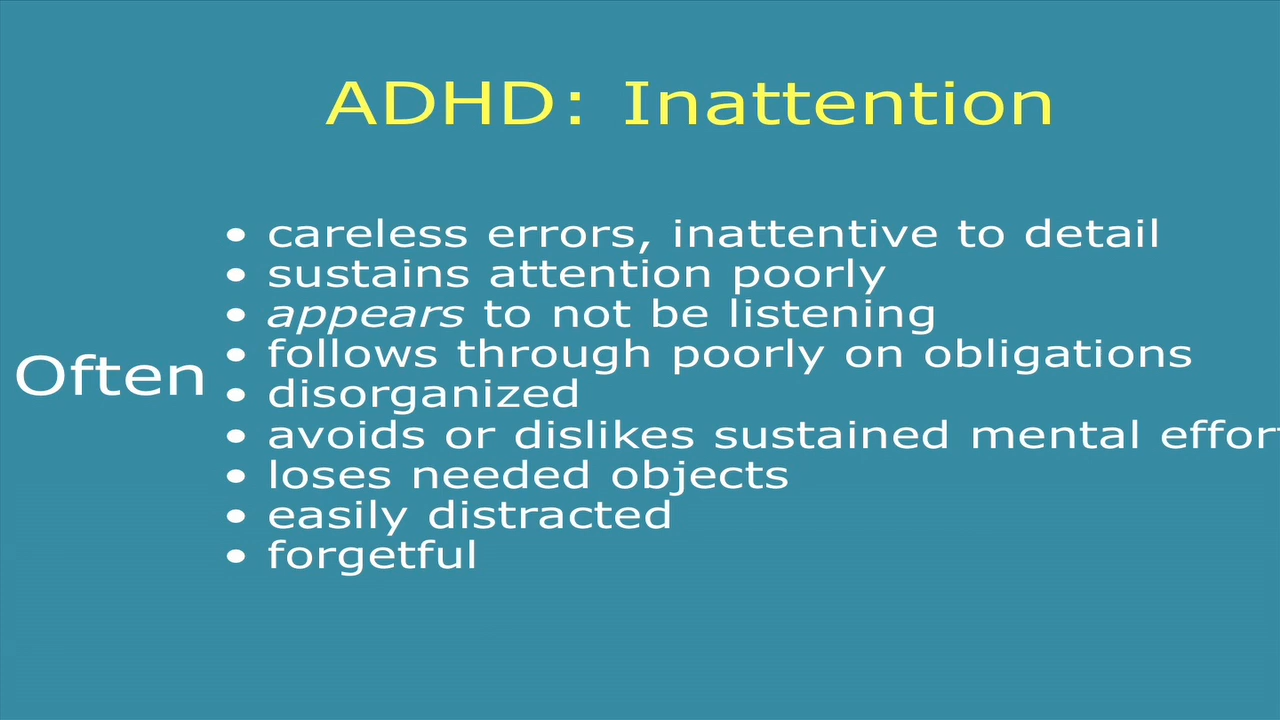 ADHD: Inattention
Often
• careless errors, inattentive to detail
• sustains attention poorly
• appears to not be listening
• follows through poorly on obligations
• disorganized
• avoids or dislikes sustained mental effor
• loses needed objects
• easily distracted
• forgetful